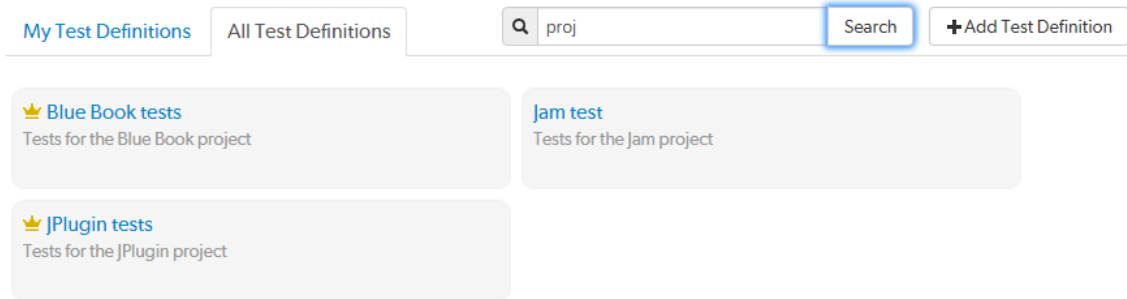 My Test Definitions
All Test Definitions
proj
Search
Add Test Definition
Blue Book tests
Tests for the Blue Book project
Jam test
Tests for the Jam project
JPlugin tests
Tests for the JPlugin project